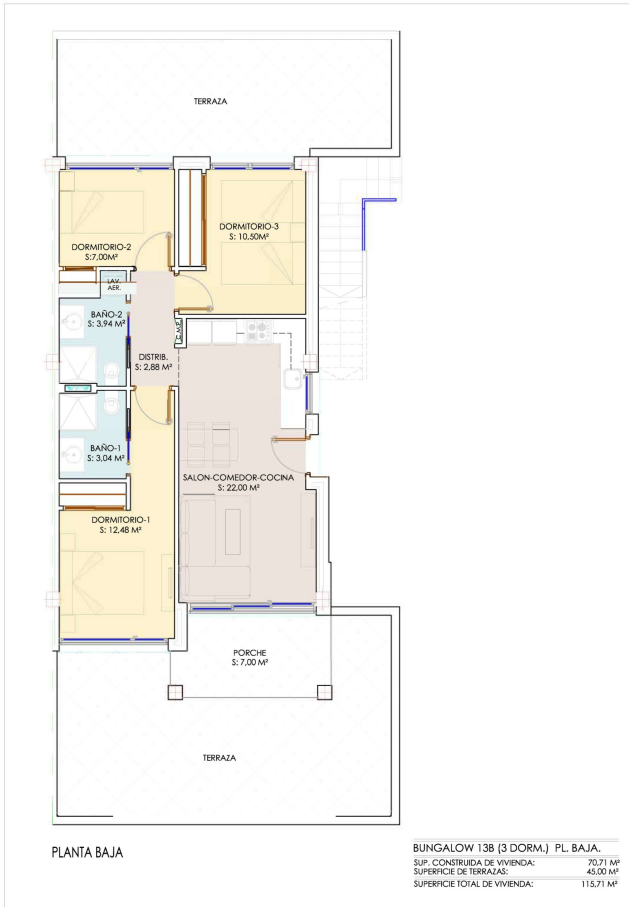 TERRAZA
DORMITORIO-3
S: 10,50M²
DORMITORIO-2
S:7,00M²
LAV.
AER.
BAÑO-2
S: 3,94 M²
C.M.P.
DISTRIB.
S: 2,88 M²
BAÑO-1
S: 3,04 M²
SALON-COMEDOR-COCINA
S: 22,00 M²
DORMITORIO-1
S: 12,48 M²
PORCHE
S: 7,00 M²
TERRAZA
PLANTA BAJA
BUNGALOW 13B (3 DORM.) PL. BAJA.
SUP. CONSTRUIDA DE VIVIENDA: 70,71 M²
SUPERFICIE DE TERRAZAS: 45,00 M²
SUPERFICIE TOTAL DE VIVIENDA: 115,71 M²